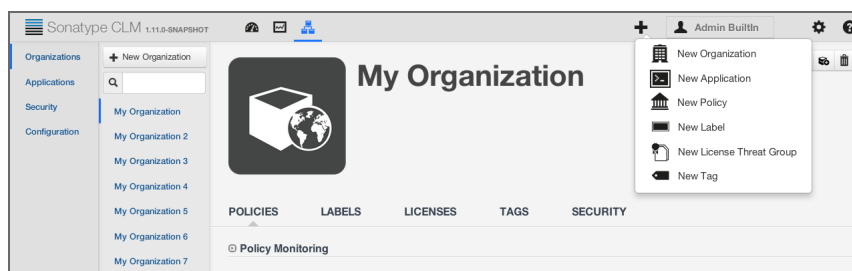 Sonatype CLM 1.11.0-SNAPSHOT
Admin BuiltIn
Organizations
Applications
Security
Configuration
New Organization
My Organization
My Organization 2
My Organization 3
My Organization 4
My Organization 5
My Organization 6
My Organization 7
My Organization
New Organization
New Application
New Policy
New Label
New License Threat Group
New Tag
POLICIES LABELS LICENSES TAGS SECURITY
Policy Monitoring